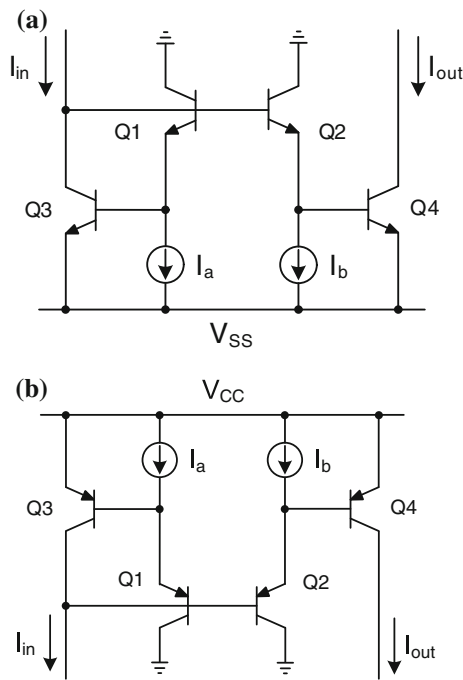 (a)
I_in
I_out
Q1
Q2
Q3
Q4
I_a
I_b
V_SS
(b)
V_CC
I_a
I_b
Q3
Q4
Q1
Q2
I_in
I_out